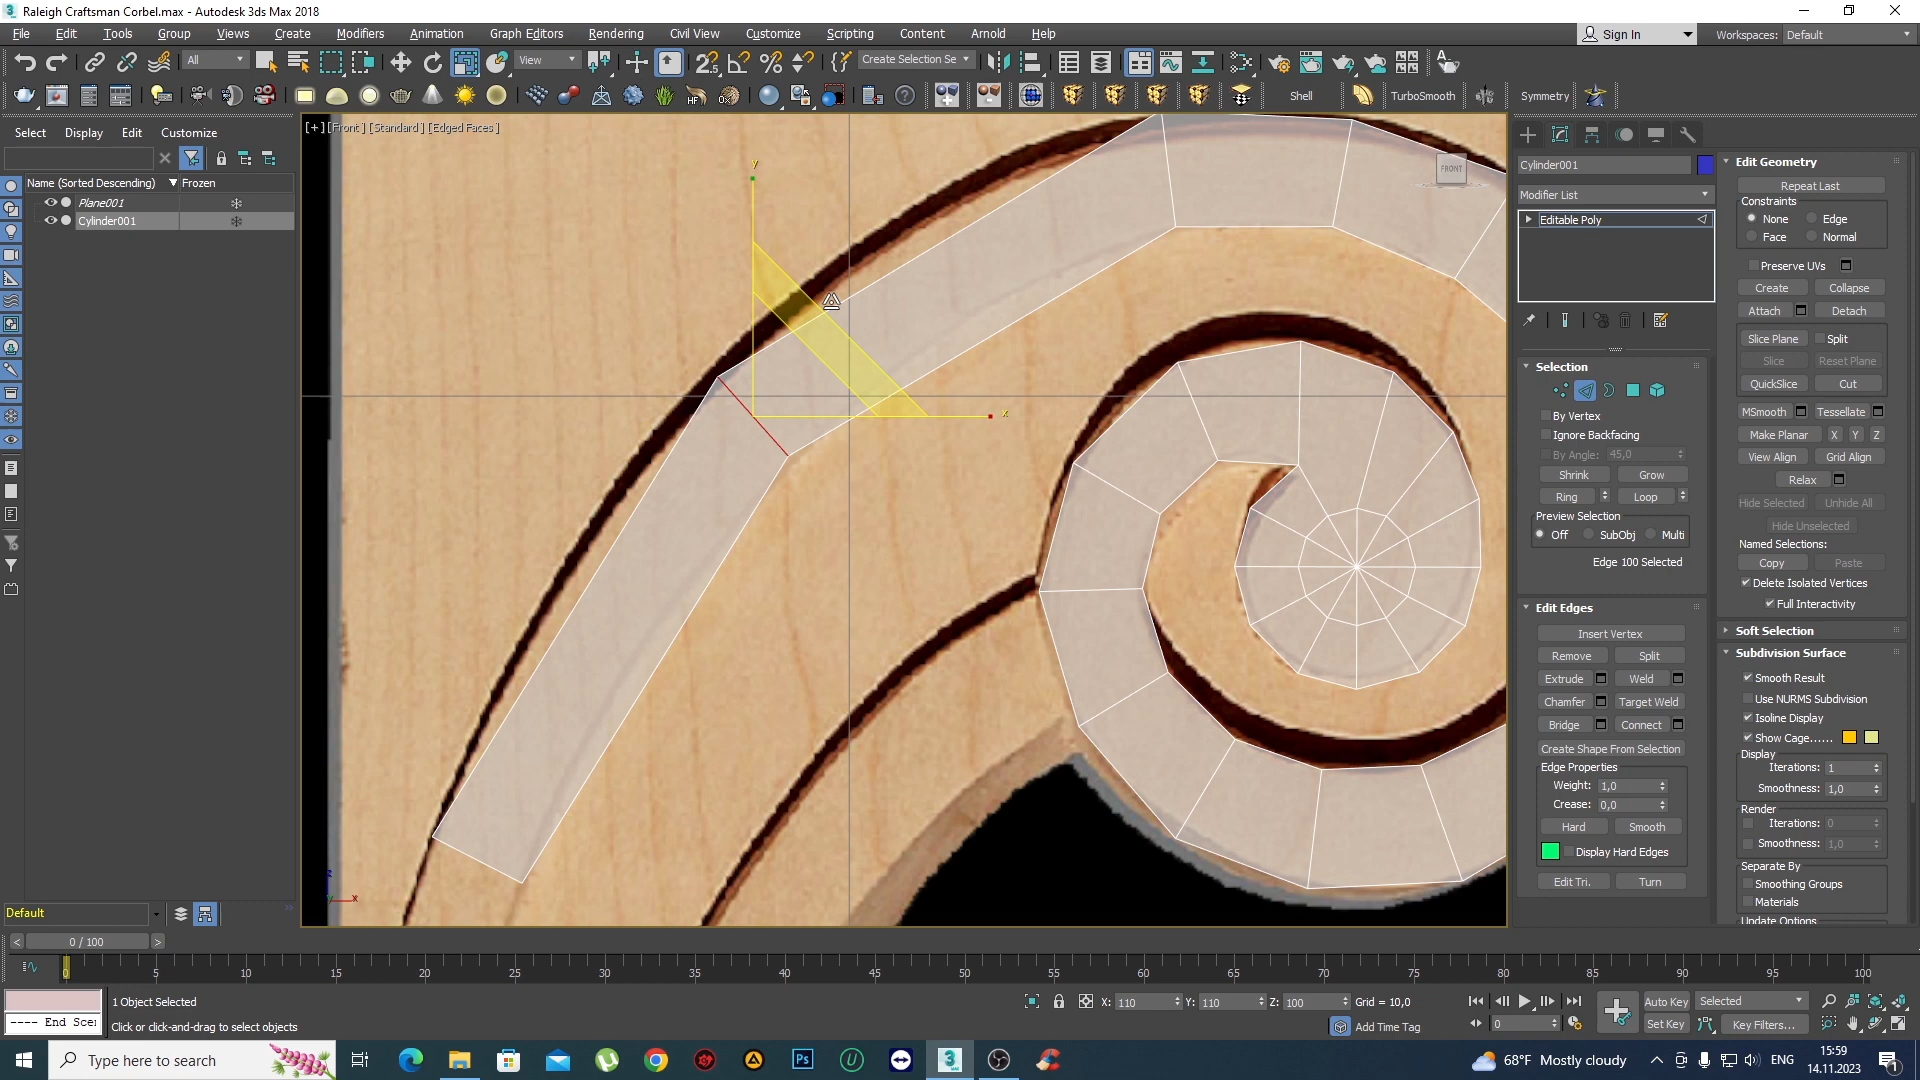 Raleigh Craftsman Corbel.max - Autodesk 3ds Max 2018
File Edit Tools Group Views Create Modifiers Animation Graph Editors Rendering Civil View Customize Scripting Content Arnold Help
Sign In Workspaces: Default
All View Create Selection Se
Shell TurboSmooth Symmetry
Select Display Edit Customize
Name (Sorted Descending) Frozen
Plane001
Cylinder001
[+] [Front ] [Standard ] [Edged Faces ]
y
x
FRONT
z
x
Default
Cylinder001
Modifier List
Editable Poly
Selection
By Vertex
Ignore Backfacing
By Angle: 45,0
Shrink Grow
Ring Loop
Preview Selection
Off SubObj Multi
Edge 100 Selected
Edit Edges
Insert Vertex
Remove Split
Extrude Weld
Chamfer Target Weld
Bridge Connect
Create Shape From Selection
Edge Properties
Weight: 1,0
Crease: 0,0
Hard Smooth
Display Hard Edges
Edit Tri. Turn
Edit Geometry
Repeat Last
Constraints
None Edge
Face Normal
Preserve UVs
Create Collapse
Attach Detach
Slice Plane Split
Slice Reset Plane
QuickSlice Cut
MSmooth Tessellate
Make Planar X Y Z
View Align Grid Align
Relax
Hide Selected Unhide All
Hide Unselected
Named Selections:
Copy Paste
Delete Isolated Vertices
Full Interactivity
Soft Selection
Subdivision Surface
Smooth Result
Use NURMS Subdivision
Isoline Display
Show Cage......
Display
Iterations: 1
Smoothness: 1,0
Render
Iterations: 0
Smoothness: 1,0
Separate By
Smoothing Groups
Materials
Update Options
< 0 / 100 >
0 5 10 15 20 25 30 35 40 45 50 55 60 65 70 75 80 85 90 95 100
1 Object Selected
X: 110 Y: 110 Z: 100 Grid = 10,0
Auto Key Selected
---- End Scei
Click or click-and-drag to select objects
Add Time Tag
0
Set Key Key Filters...
Type here to search
Ps
68°F Mostly cloudy
ENG
15:59
14.11.2023
1